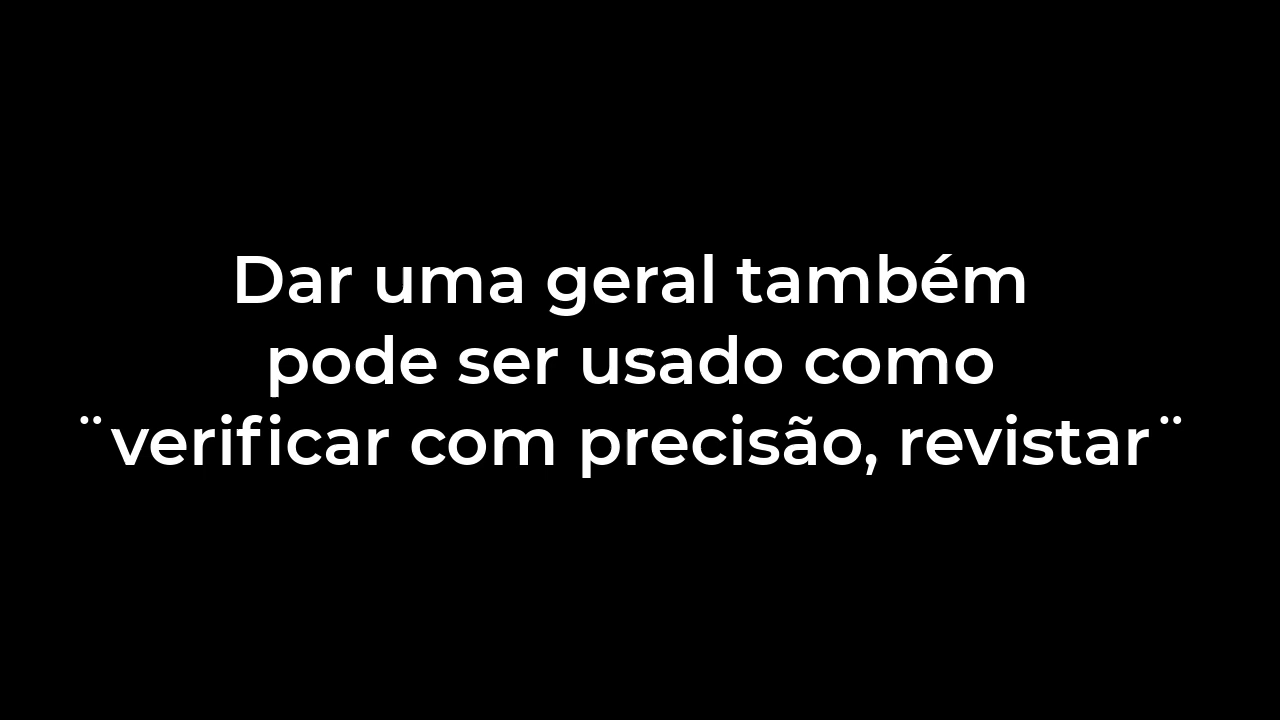 Dar uma geral também
pode ser usado como
¨verificar com precisão, revistar¨